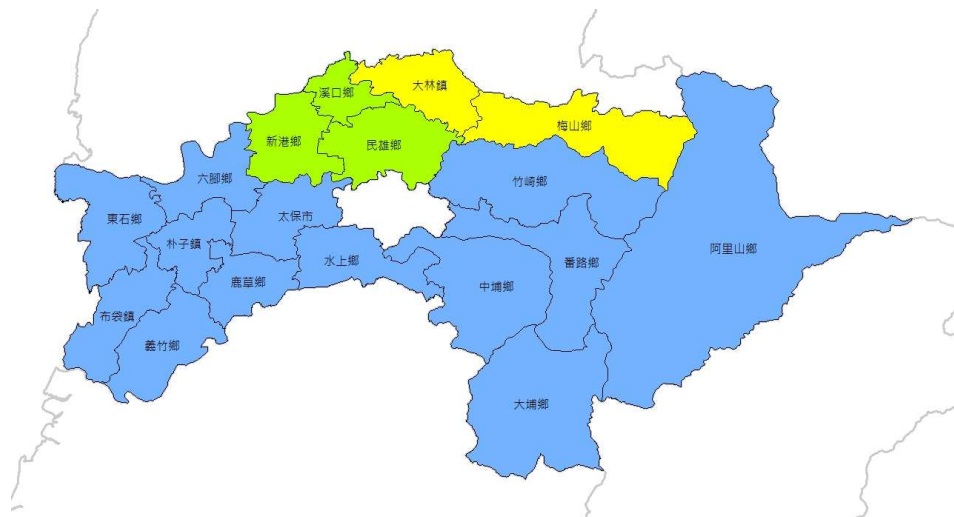 大林鎮
溪口鄉
梅山鄉
新港鄉
民雄鄉
六腳鄉
竹崎鄉
東石鄉
太保市
朴子鎮
阿里山鄉
水上鄉
番路鄉
鹿草鄉
中埔鄉
布袋鎮
義竹鄉
大埔鄉